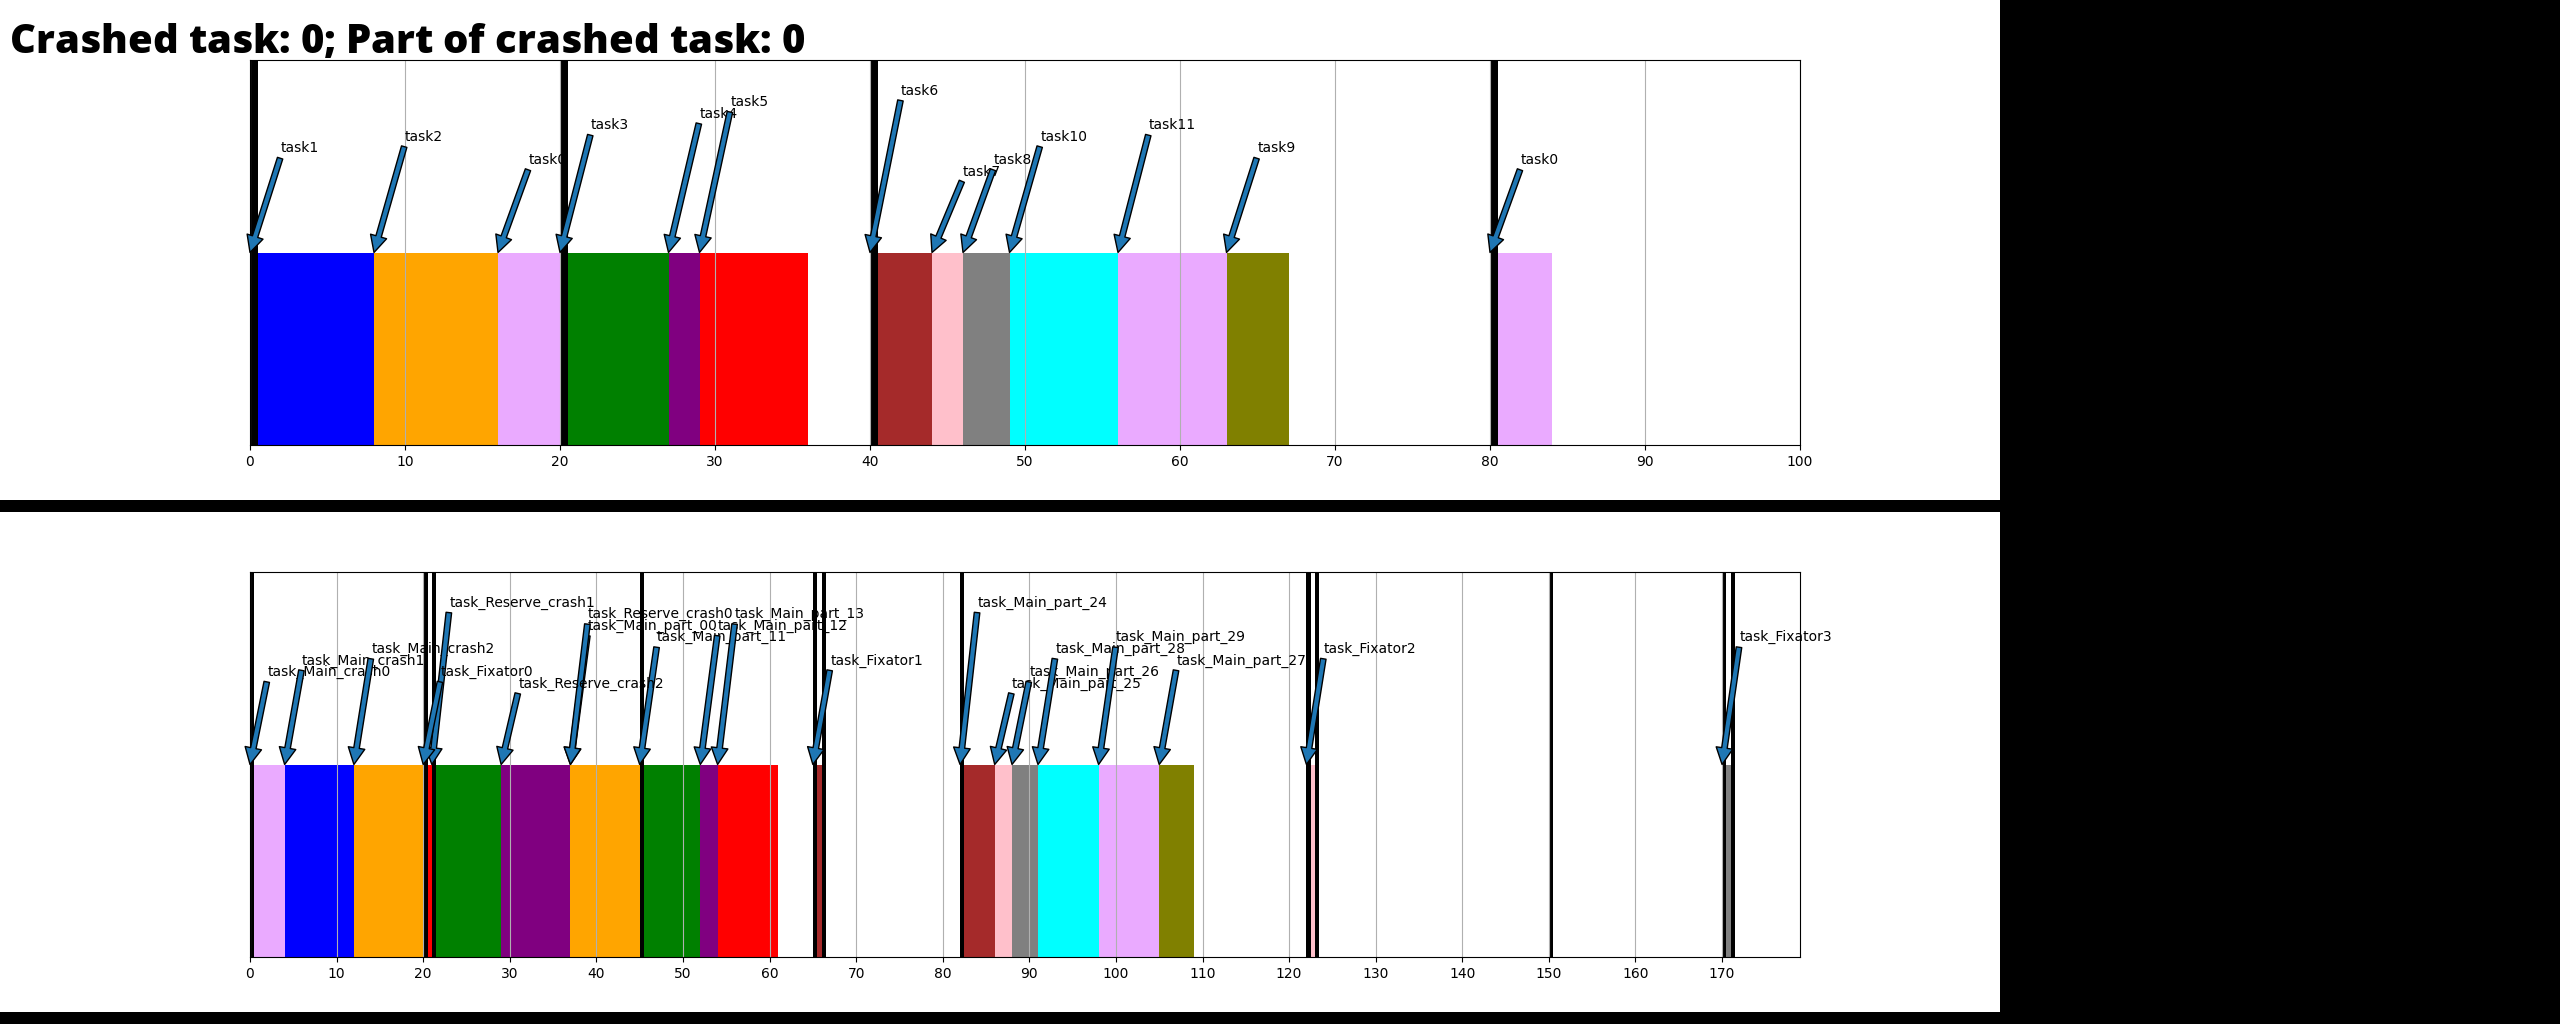 Crashed task: 0; Part of crashed task: 0
task6
task5
task4
task3
task11
task2
task10
task1
task9
task0
task8
task0
task7
0 10 20 30 40 50 60 70 80 90 100
task_Reserve_crash1
task_Main_part_24
task_Reserve_crash0
task_Main_part_13
task_Main_part_00
task_Main_part_12
task_Main_part_11
task_Main_part_29
task_Fixator3
task_Main_crash2
task_Main_part_28
task_Fixator2
task_Main_crash1
task_Fixator1
task_Main_part_27
task_Main_crash0
task_Fixator0
task_Main_part_26
task_Reserve_crash2
task_Main_part_25
0 10 20 30 40 50 60 70 80 90 100 110 120 130 140 150 160 170